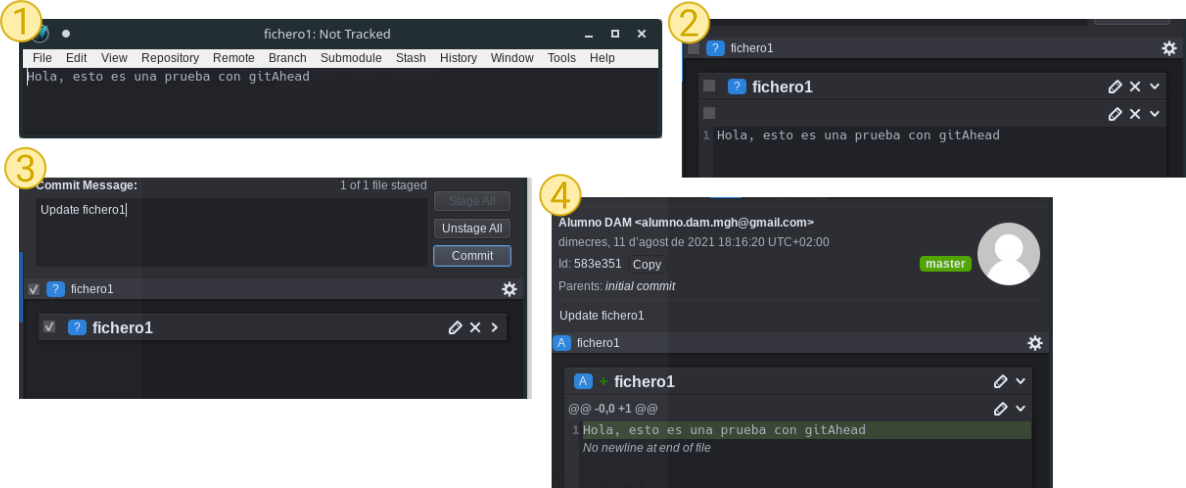 1
fichero1: Not Tracked
File Edit View Repository Remote Branch Submodule Stash History Window Tools Help
Hola, esto es una prueba con gitAhead
2
? fichero1
? fichero1
1 Hola, esto es una prueba con gitAhead
3
Commit Message:
1 of 1 file staged
Update fichero1
Stage All
Unstage All
Commit
? fichero1
? fichero1
4
Alumno DAM <alumno.dam.mgh@gmail.com>
dimecres, 11 d'agost de 2021 18:16:20 UTC+02:00
Id: 583e351 Copy
master
Parents: initial commit
Update fichero1
A fichero1
A + fichero1
@@ -0,0 +1 @@
1 Hola, esto es una prueba con gitAhead
No newline at end of file